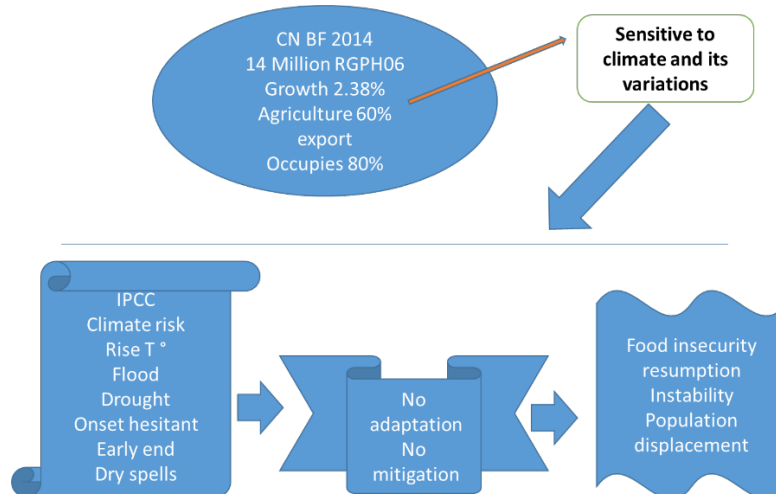 CN BF 2014
14 Million RGPH06
Growth 2.38%
Agriculture 60%
export
Occupies 80%
Sensitive to
climate and its
variations
IPCC
Climate risk
Rise T °
Flood
Drought
Onset hesitant
Early end
Dry spells
No
adaptation
No
mitigation
Food insecurity
resumption
Instability
Population
displacement